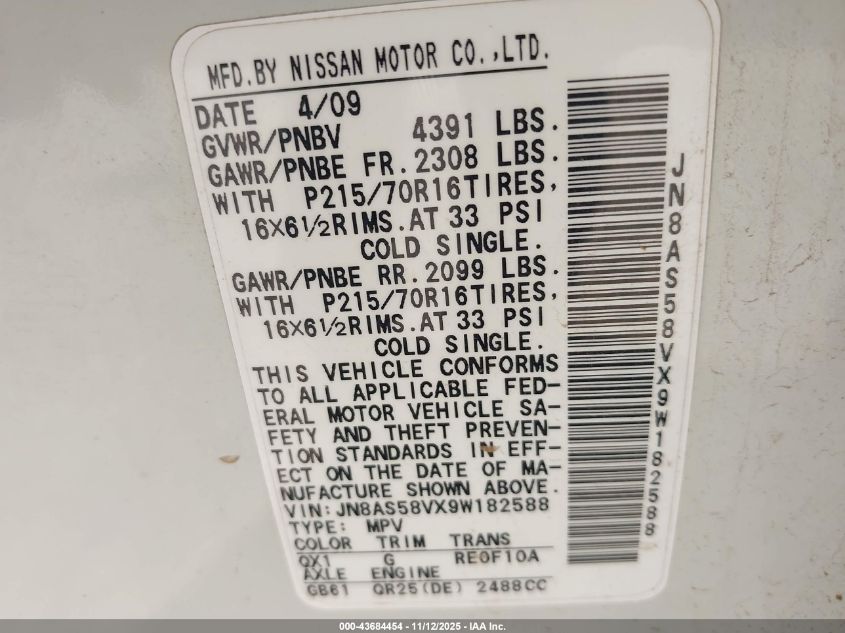 MFD.BY NISSAN MOTOR CO.,LTD.
DATE 4/09
GVWR/PNBV 4391 LBS.
GAWR/PNBE FR. 2308 LBS.
WITH P215/70R16TIRES,
16X6½RIMS.AT 33 PSI
COLD SINGLE.
GAWR/PNBE RR. 2099 LBS.
WITH P215/70R16TIRES,
16X6½RIMS.AT 33 PSI
COLD SINGLE.
THIS VEHICLE CONFORMS
TO ALL APPLICABLE FED-
ERAL MOTOR VEHICLE SA-
FETY AND THEFT PREVEN-
TION STANDARDS IN EFF-
ECT ON THE DATE OF MA-
NUFACTURE SHOWN ABOVE.
VIN: JN8AS58VX9W182588
TYPE: MPV
COLOR TRIM TRANS
QX1 G RE0F10A
AXLE ENGINE
GB61 QR25(DE) 2488CC
JN8AS58VX9W182588
000-43684454 - 11/12/2025 - IAA Inc.